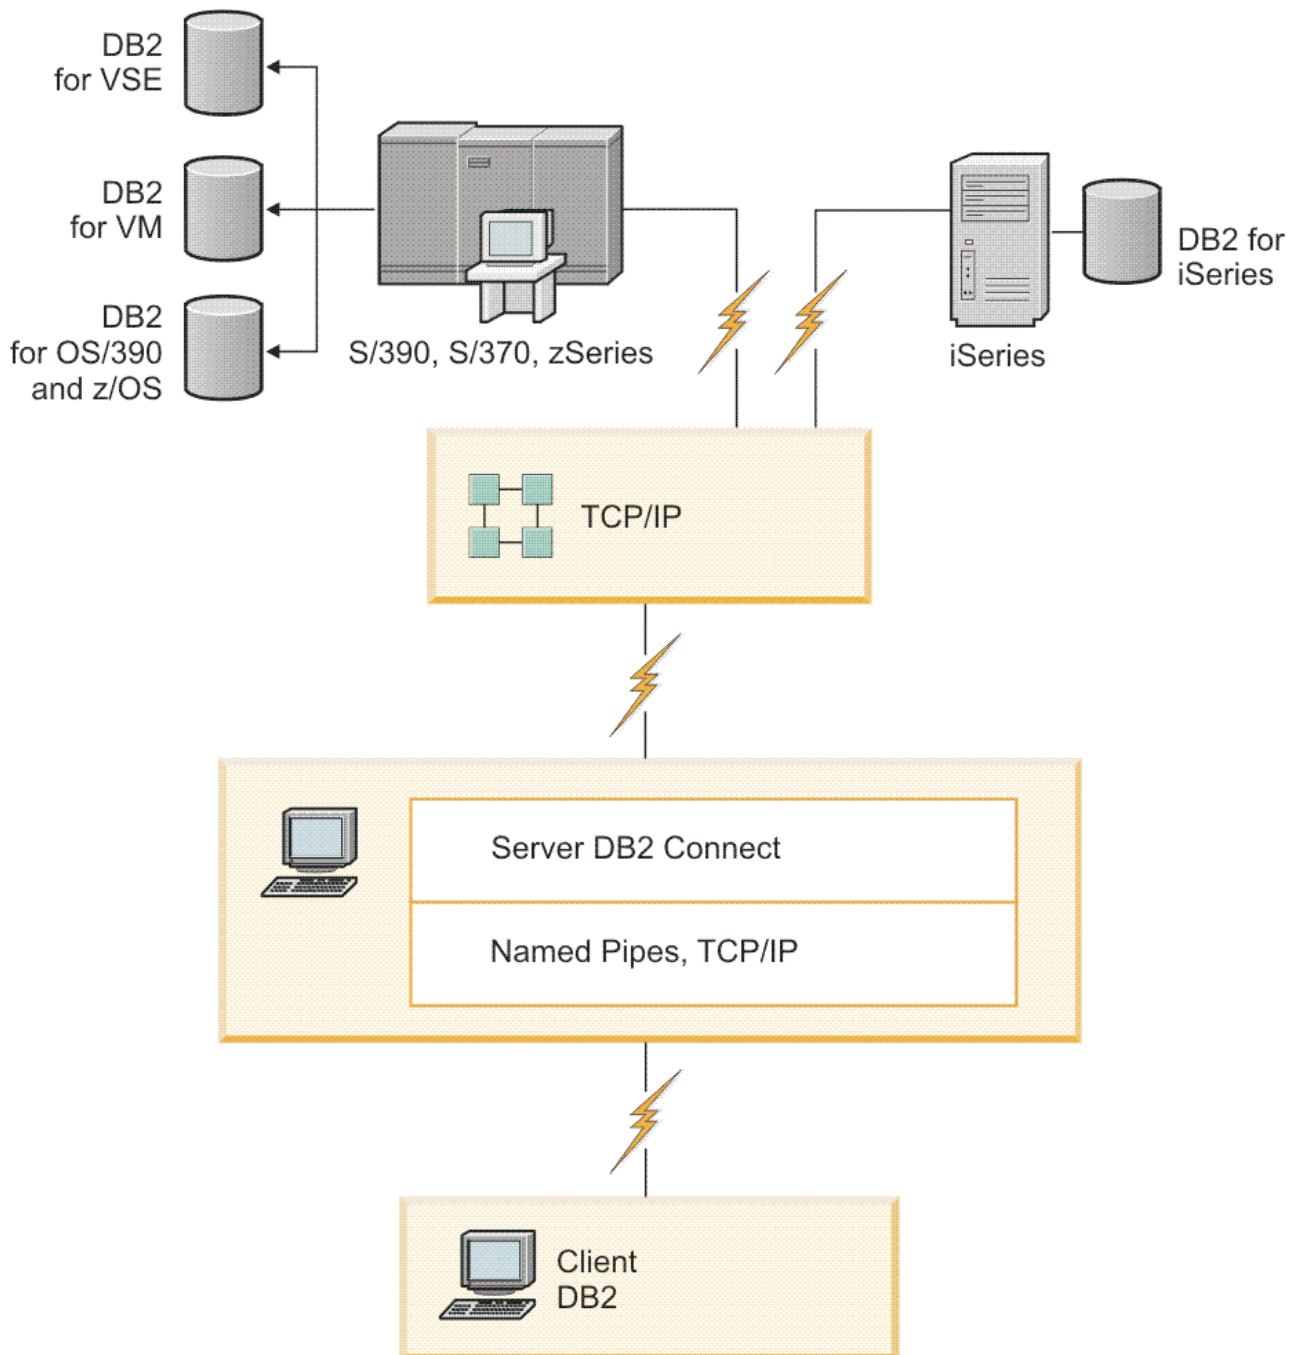 DB2
for VSE
DB2
for VM
DB2
for OS/390
and z/OS
S/390, S/370, zSeries
iSeries
DB2 for
iSeries
TCP/IP
Server DB2 Connect
Named Pipes, TCP/IP
Client
DB2